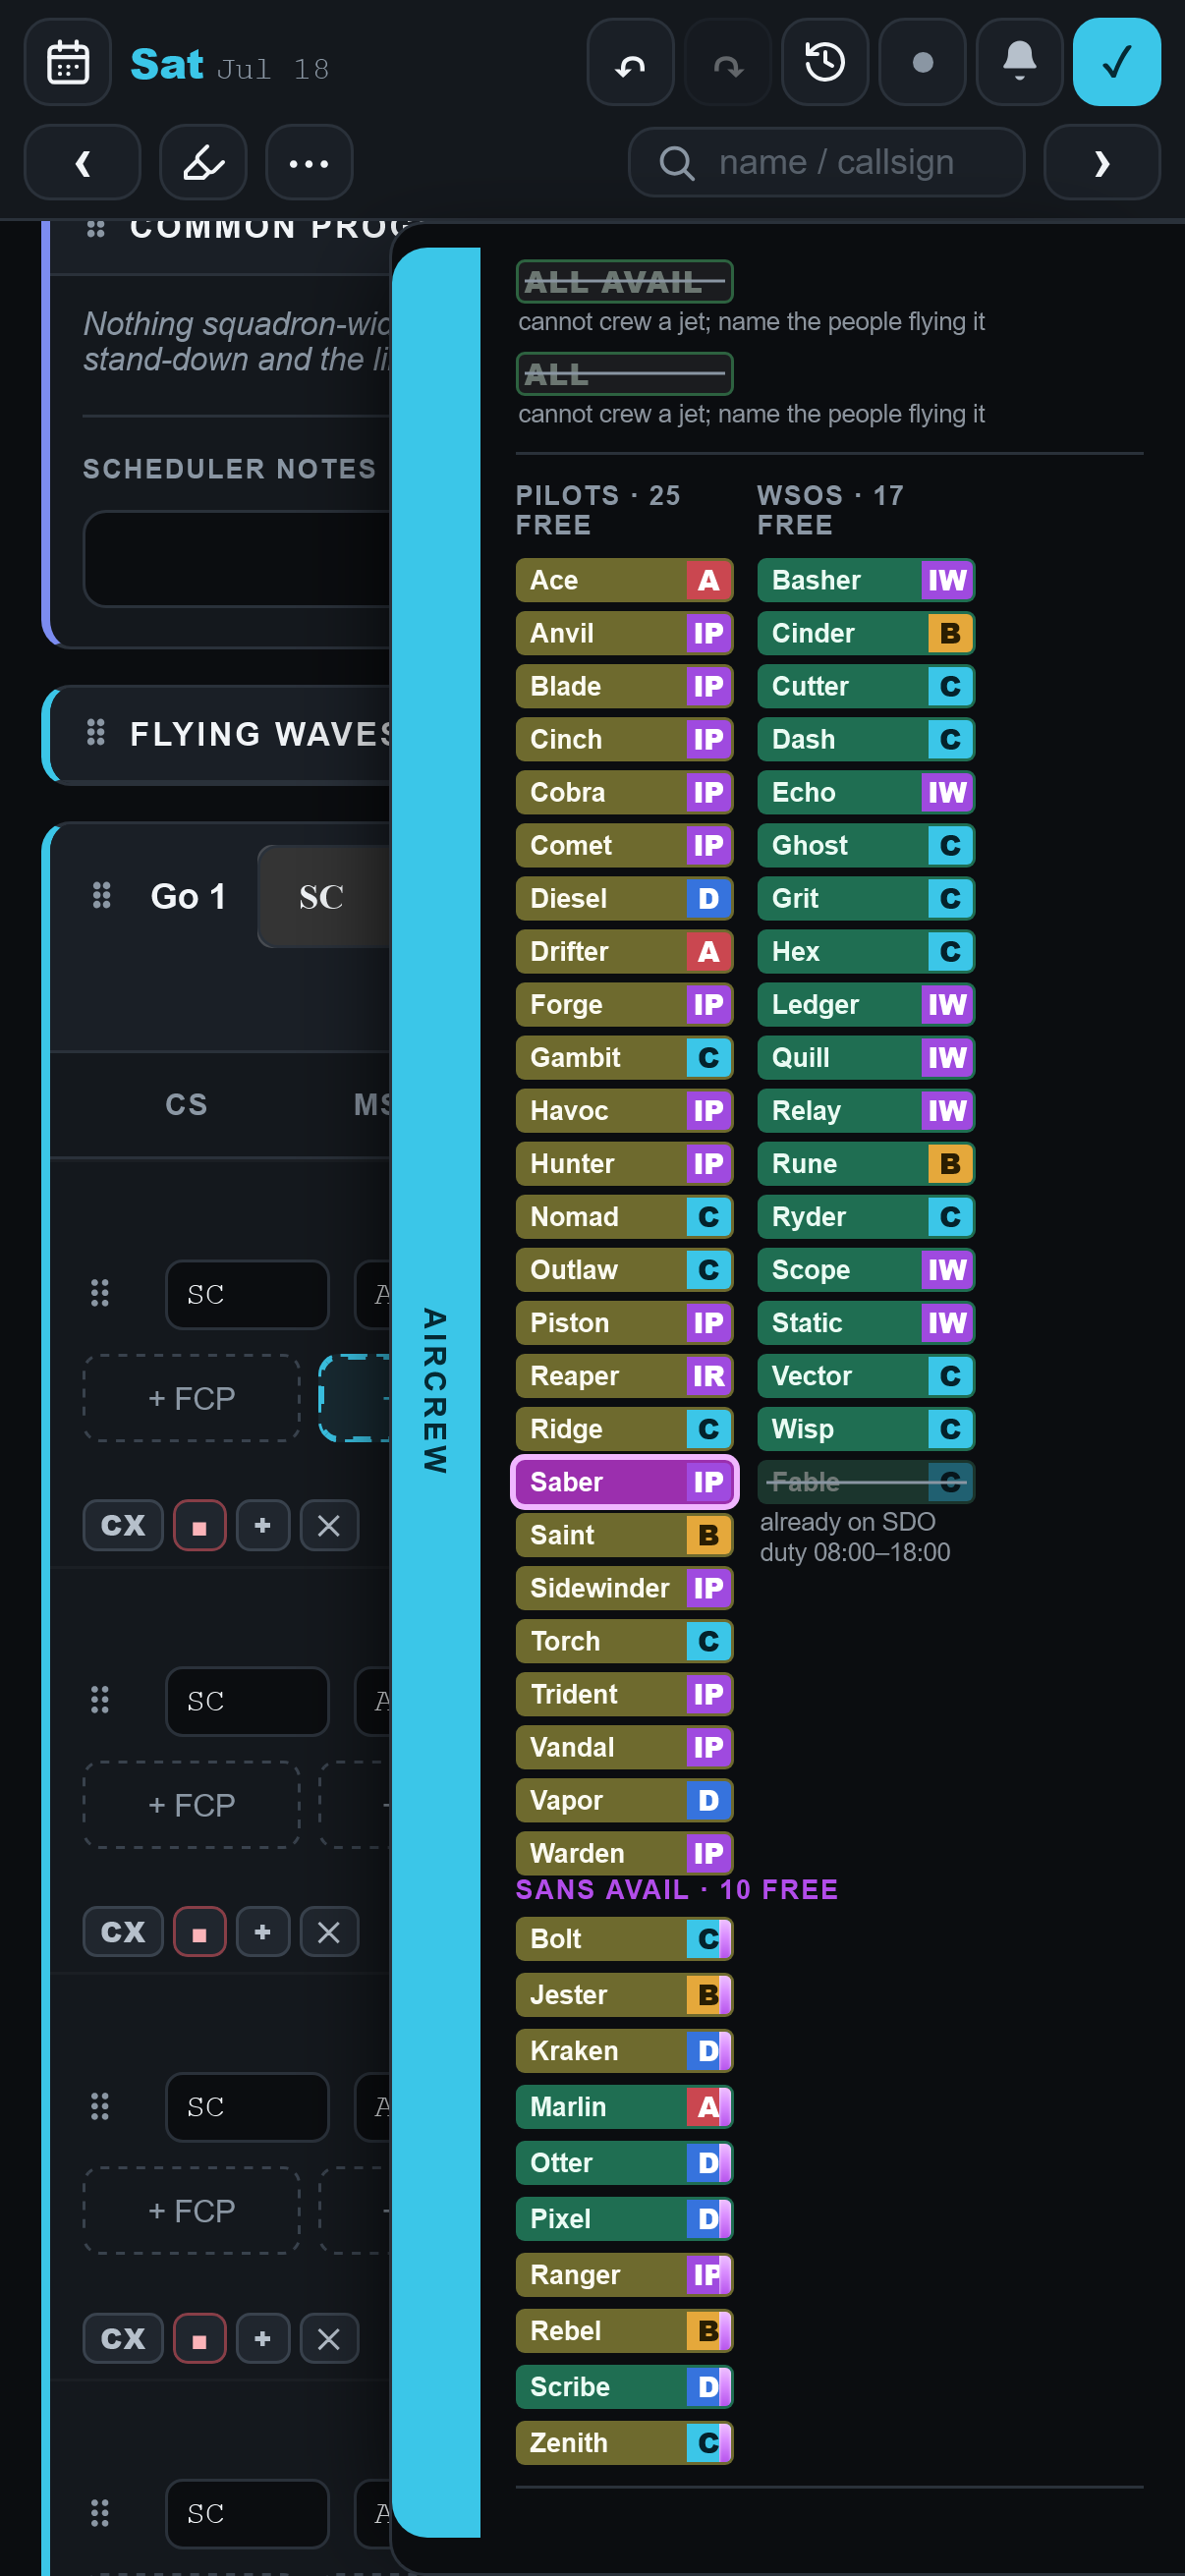 Sat Jul 18
name / callsign
COMMON PROG
Nothing squadron-wid
stand-down and the li
SCHEDULER NOTES
FLYING WAVES
Go 1
SC
CS
MS
SC
A
+ FCP
CX
SC
A
+ FCP
CX
SC
A
+ FCP
CX
SC
A
AIRCREW
ALL AVAIL
cannot crew a jet; name the people flying it
ALL
cannot crew a jet; name the people flying it
PILOTS · 25
FREE
Ace A
Anvil IP
Blade IP
Cinch IP
Cobra IP
Comet IP
Diesel D
Drifter A
Forge IP
Gambit C
Havoc IP
Hunter IP
Nomad C
Outlaw C
Piston IP
Reaper IR
Ridge C
Saber IP
Saint B
Sidewinder IP
Torch C
Trident IP
Vandal IP
Vapor D
Warden IP
WSOS · 17
FREE
Basher IW
Cinder B
Cutter C
Dash C
Echo IW
Ghost C
Grit C
Hex C
Ledger IW
Quill IW
Relay IW
Rune B
Ryder C
Scope IW
Static IW
Vector C
Wisp C
Fable C
already on SDO
duty 08:00–18:00
SANS AVAIL · 10 FREE
Bolt C
Jester B
Kraken D
Marlin A
Otter D
Pixel D
Ranger IP
Rebel B
Scribe D
Zenith C